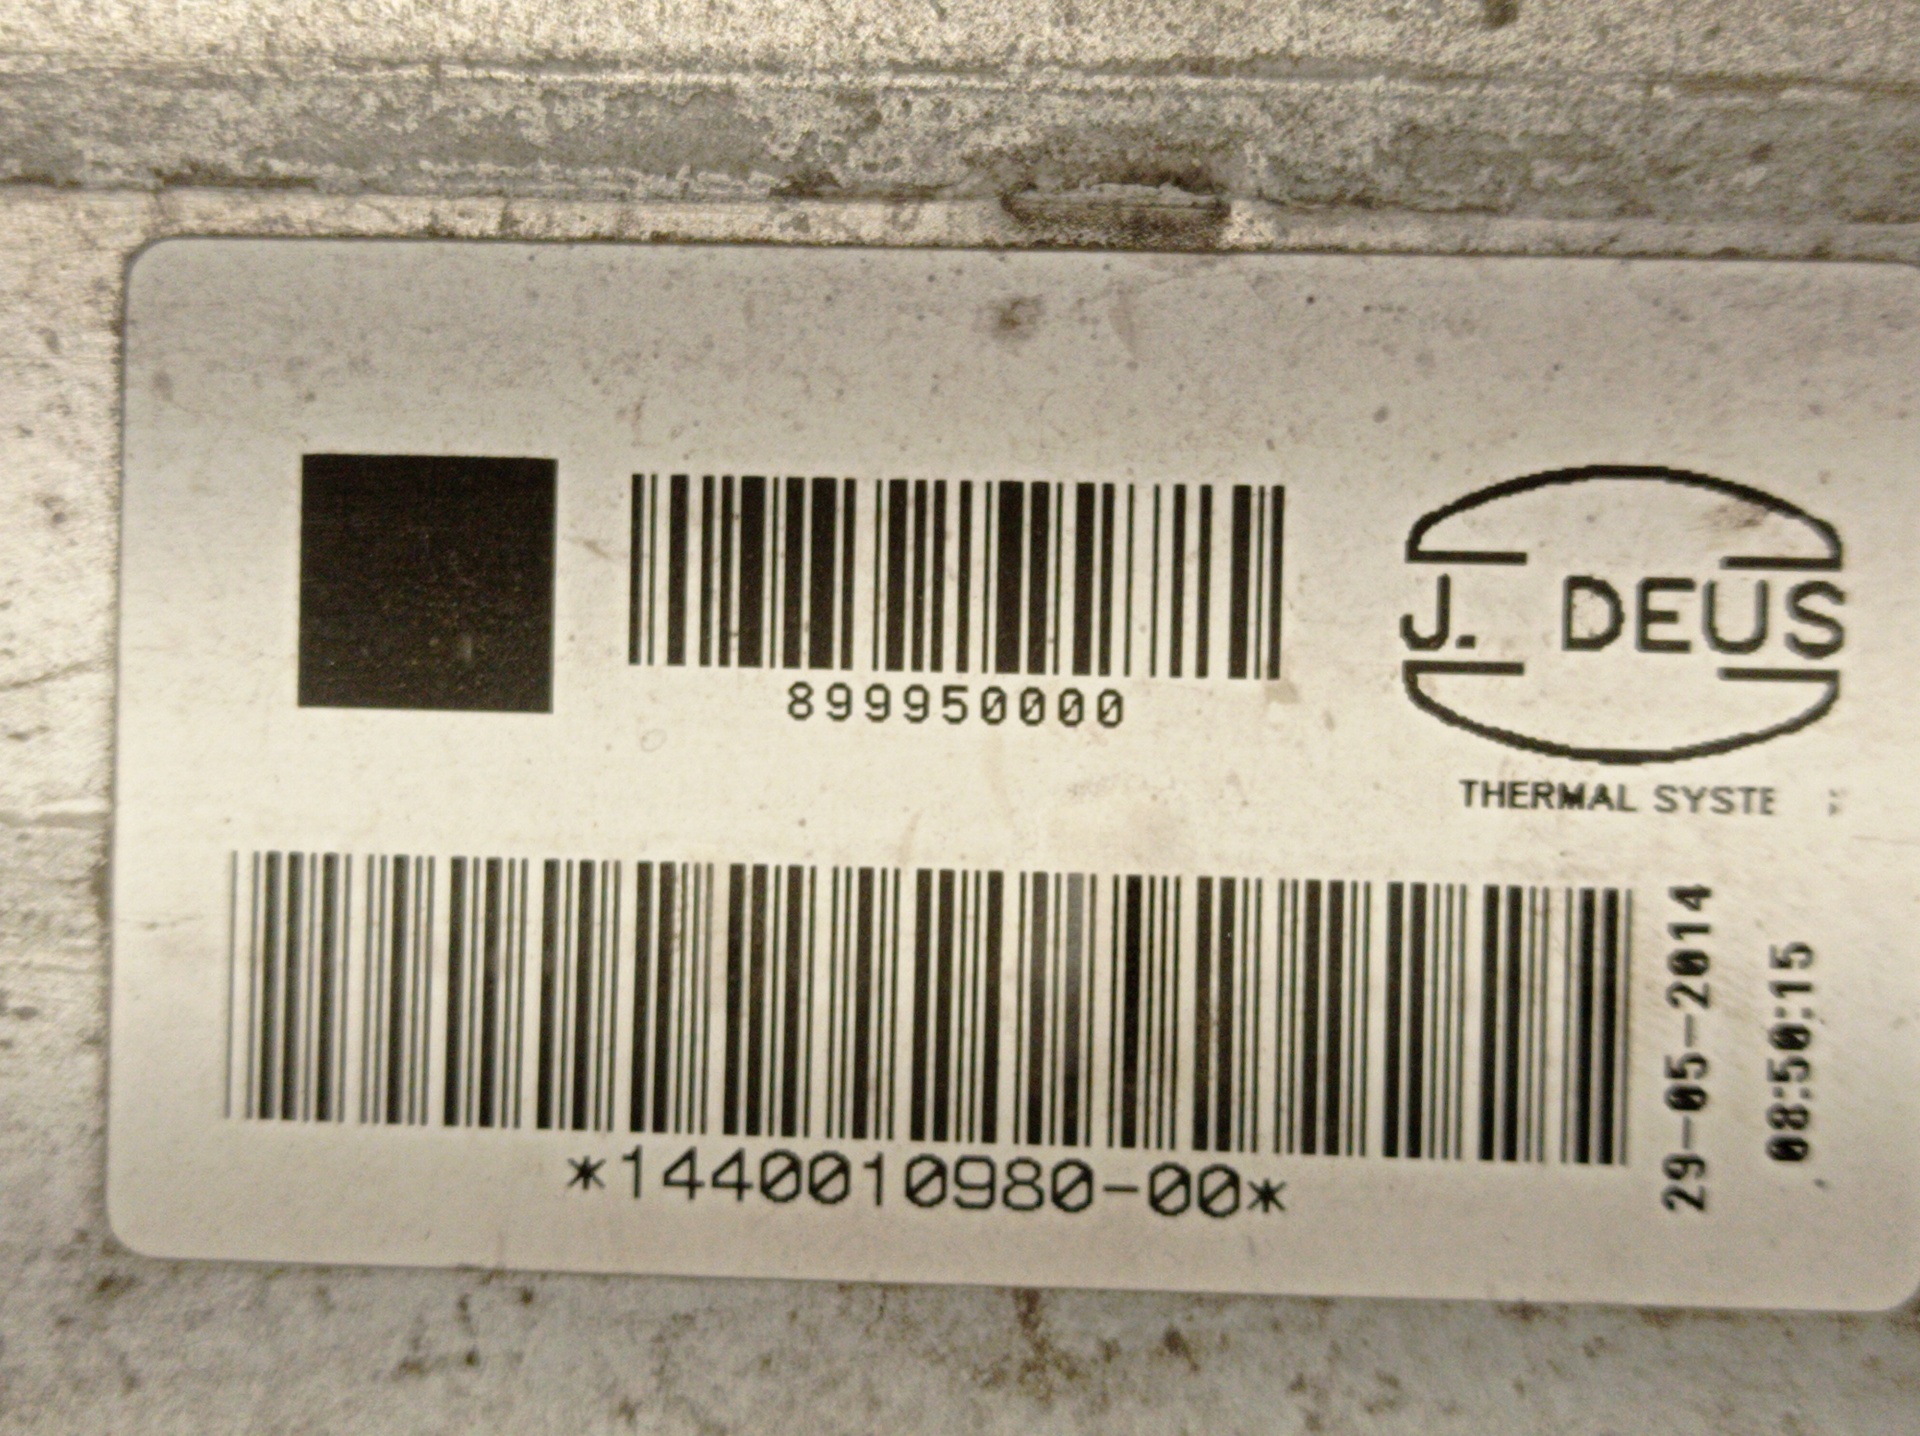 899950000
J. DEUS
THERMAL SYSTE
*1440010980-00*
29-05-2014
08:50:15